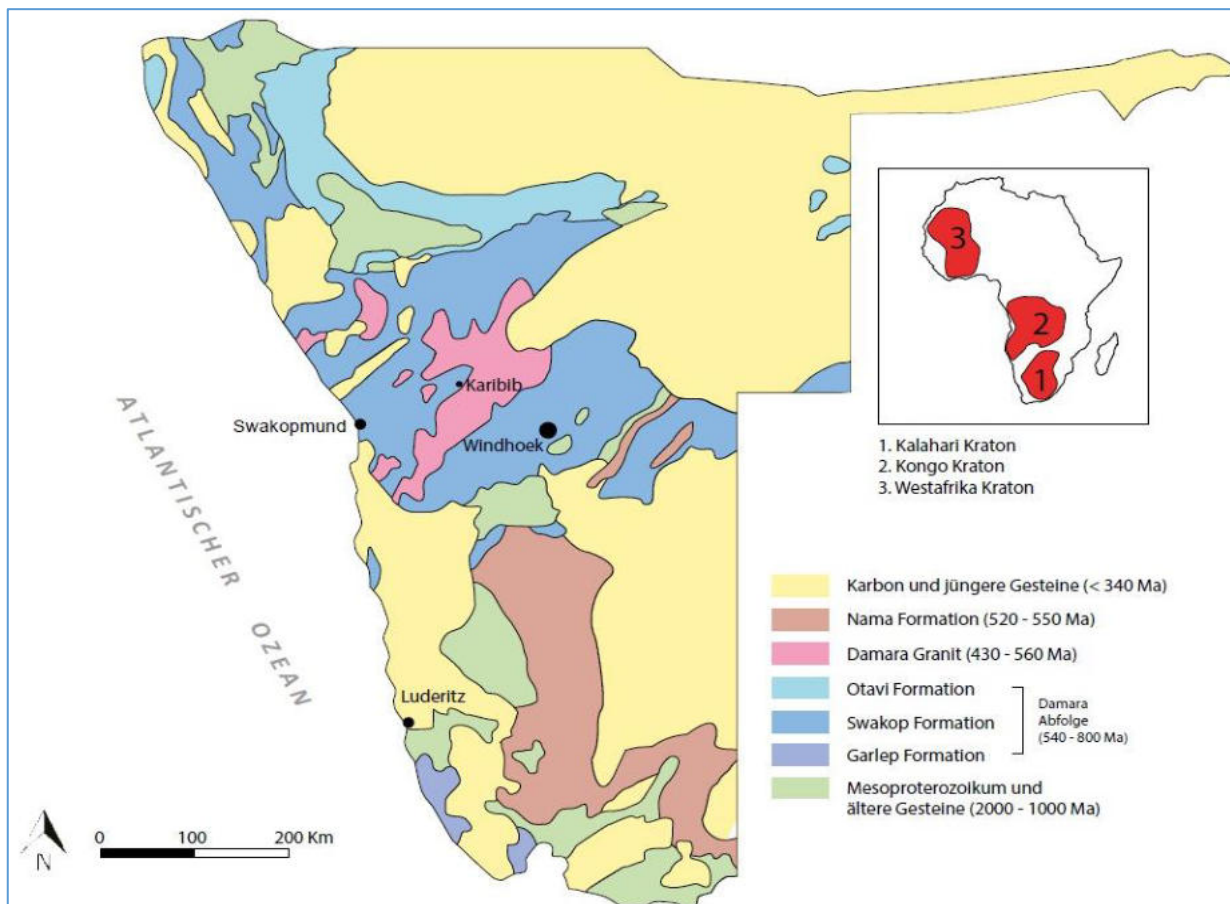 3
2
1
Karibib
Swakopmund
Windhoek
ATLANTISCHER OZEAN
1. Kalahari Kraton
2. Kongo Kraton
3. Westafrika Kraton
Karbon und jüngere Gesteine (< 340 Ma)
Nama Formation (520 - 550 Ma)
Damara Granit (430 - 560 Ma)
Otavi Formation
Swakop Formation
Garlep Formation
Damara
Abfolge
(540 - 800 Ma)
Mesoproterozoikum und
ältere Gesteine (2000 - 1000 Ma)
Luderitz
N
0 100 200 Km